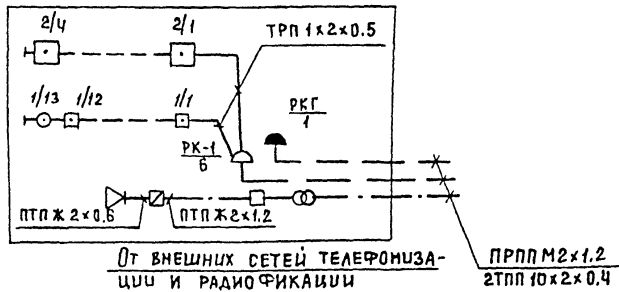 2/4
2/1
ТРП 1×2×0.5
1/13
1/12
1/1
РКГ
1
РК-1
6
ПТПЖ 2×0,6
ПТПЖ 2×1.2
От внешних сетей телефониза-
ции и радиофикации
ПРППМ2×1.2
2ТПП 10×2×0.4